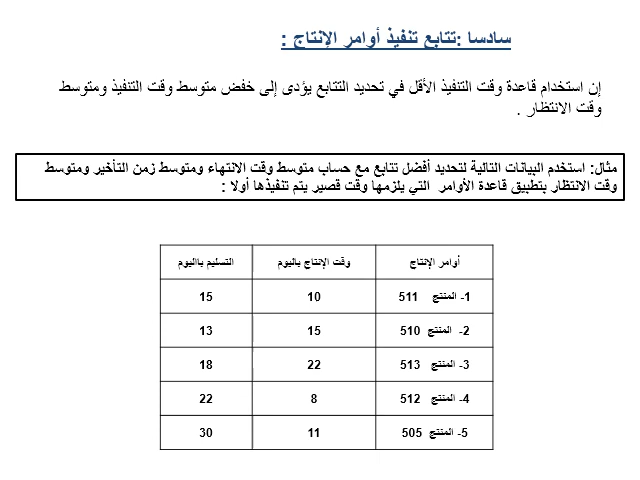 سادسا :تتابع تنفيذ أوامر الإنتاج :
إن استخدام قاعدة وقت التنفيذ الأقل في تحديد التتابع يؤدى إلى خفض متوسط وقت التنفيذ ومتوسط
وقت الانتظار .
مثال: استخدم البيانات التالية لتحديد أفضل تتابع مع حساب متوسط وقت الانتهاء ومتوسط زمن التأخير ومتوسط
وقت الانتظار بتطبيق قاعدة الأوامر التي يلزمها وقت قصير يتم تنفيذها أولا :
أوامر الإنتاج وقت الإنتاج باليوم التسليم بااليوم
1- المنتج 511 10 15
2- المنتج 510 15 13
3- المنتج 513 22 18
4- المنتج 512 8 22
5- المنتج 505 11 30